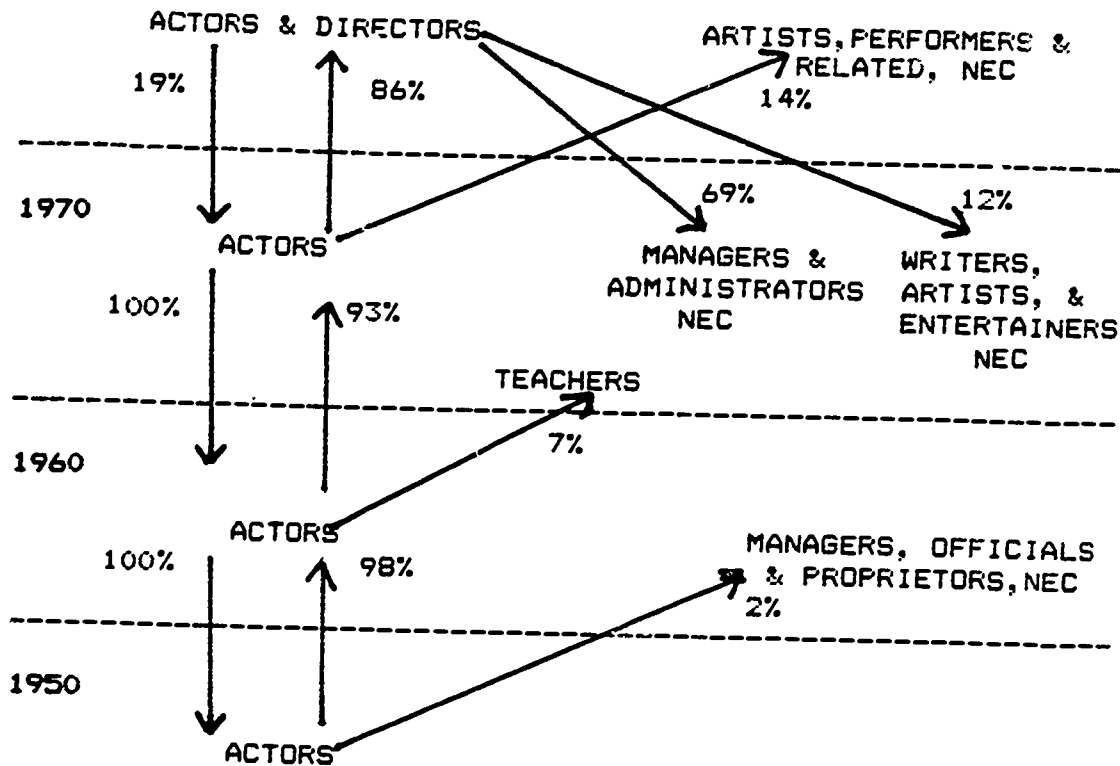 ACTORS & DIRECTORS
ARTISTS, PERFORMERS &
RELATED, NEC
19%
86%
14%
1970
69%
12%
ACTORS
MANAGERS &
ADMINISTRATORS
NEC
WRITERS,
ARTISTS, &
ENTERTAINERS
NEC
100%
93%
TEACHERS
7%
1960
ACTORS
MANAGERS, OFFICIALS
& PROPRIETORS, NEC
100%
98%
2%
1950
ACTORS